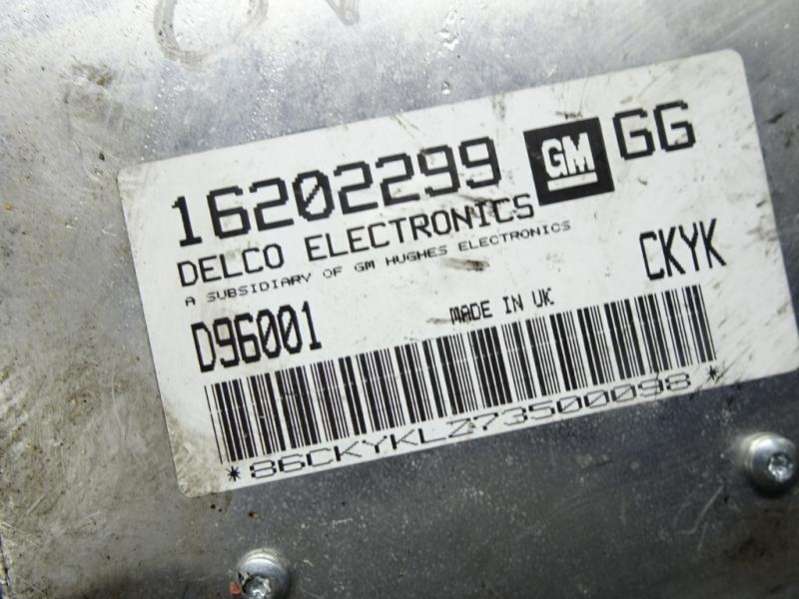 16202299 GM GG
DELCO ELECTRONICS
A SUBSIDIARY OF GM HUGHES ELECTRONICS
D96001 MADE IN UK CKYK
*86CKYKLZ73500098*